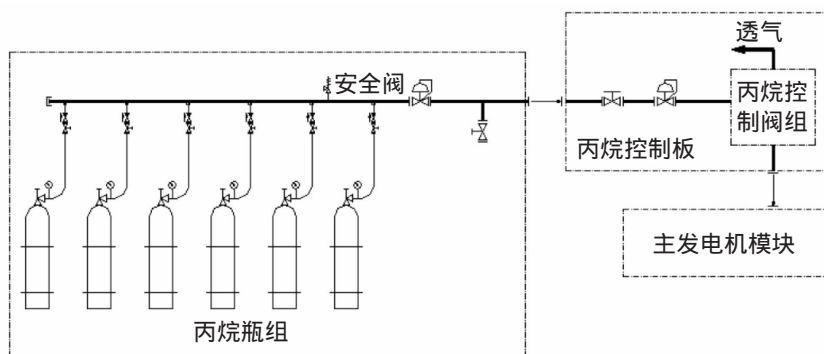 透气
安全阀
丙烷控
制阀组
丙烷控制板
主发电机模块
丙烷瓶组